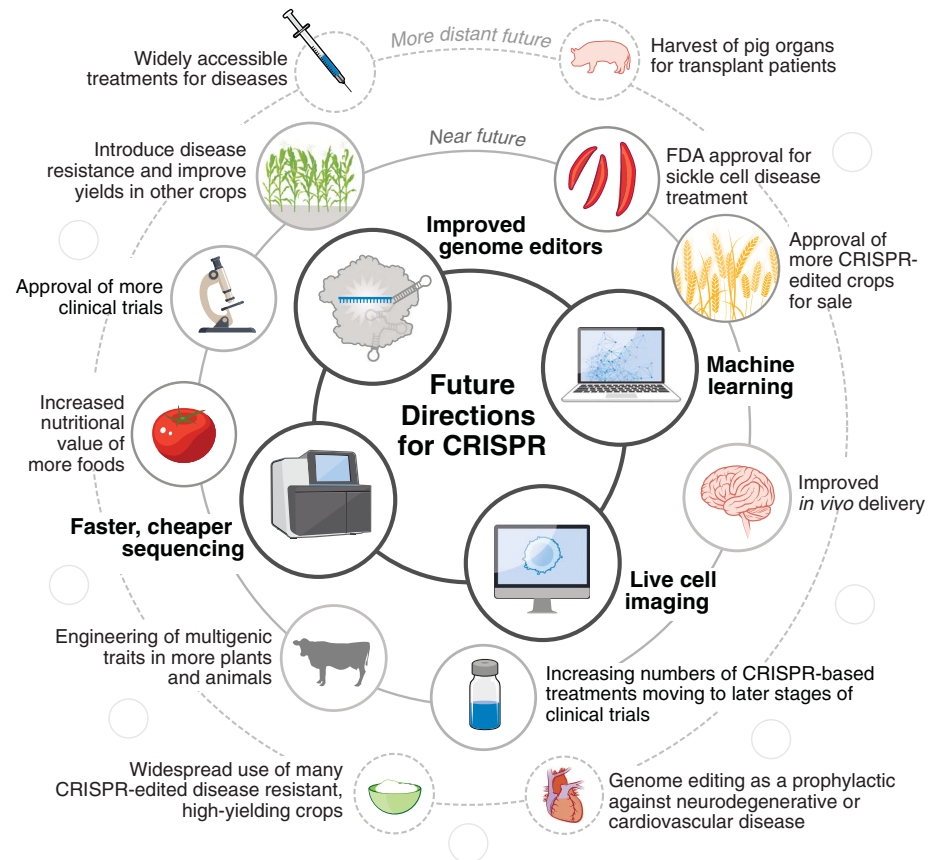 More distant future
Widely accessible
treatments for diseases
Harvest of pig organs
for transplant patients
Near future
Introduce disease
resistance and improve
yields in other crops
FDA approval for
sickle cell disease
treatment
Improved
genome editors
Approval of
more CRISPR-
edited crops
for sale
Approval of more
clinical trials
Machine
learning
Future
Directions
for CRISPR
Increased
nutritional
value of
more foods
Improved
in vivo delivery
Faster, cheaper
sequencing
Live cell
imaging
Engineering of multigenic
traits in more plants
and animals
Increasing numbers of CRISPR-based
treatments moving to later stages of
clinical trials
Widespread use of many
CRISPR-edited disease resistant,
high-yielding crops
Genome editing as a prophylactic
against neurodegenerative or
cardiovascular disease